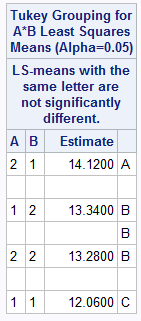 Tukey Grouping for
A*B Least Squares
Means (Alpha=0.05)
LS-means with the
same letter are
not significantly
different.
A B Estimate
2 1 14.1200 A
1 2 13.3400 B
B
2 2 13.2800 B
1 1 12.0600 C